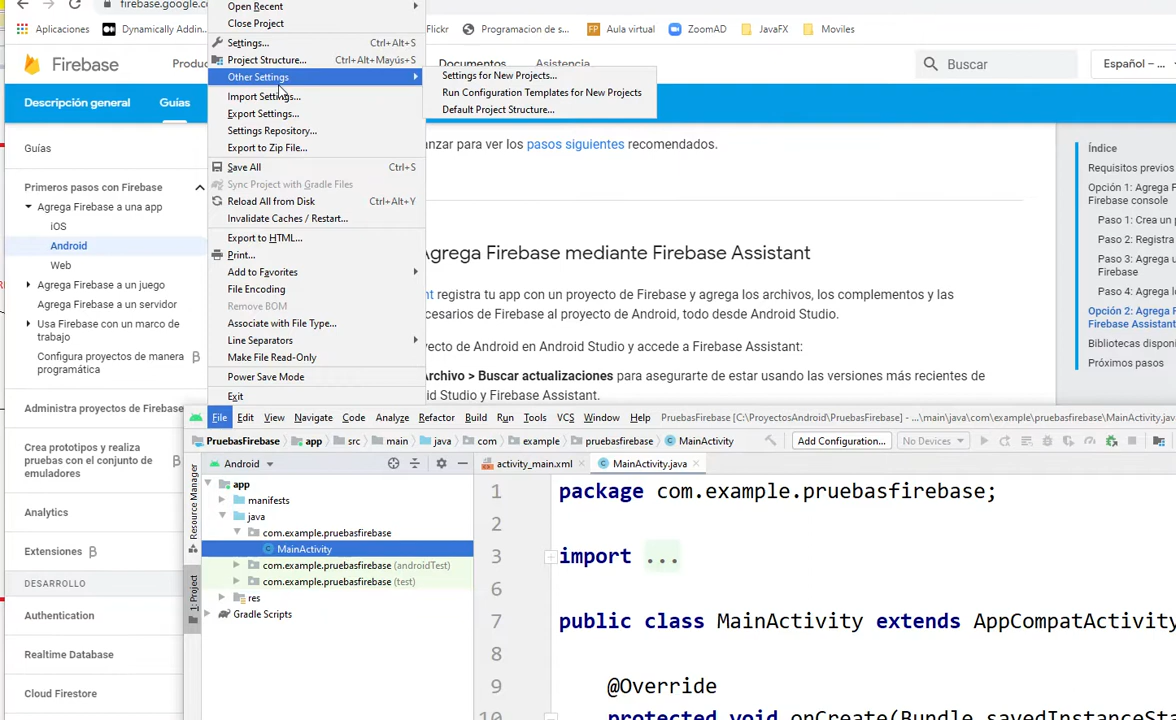 firebase.google.co
Aplicaciones
Dynamically Adding...
Flickr
Programacion de s...
FP Aula virtual
ZoomAD
JavaFX
Moviles
Firebase
Documentos
Asistencia
Buscar
Español – ...
Descripción general
Guías
Open Recent
Close Project
Settings... Ctrl+Alt+S
Project Structure... Ctrl+Alt+Mayús+S
Other Settings
Import Settings...
Export Settings...
Settings Repository...
Export to Zip File...
Save All Ctrl+S
Sync Project with Gradle Files
Reload All from Disk Ctrl+Alt+Y
Invalidate Caches / Restart...
Export to HTML...
Print...
Add to Favorites
File Encoding
Remove BOM
Associate with File Type...
Line Separators
Make File Read-Only
Power Save Mode
Exit
Settings for New Projects...
Run Configuration Templates for New Projects
Default Project Structure...
Guías
Primeros pasos con Firebase
Agrega Firebase a una app
iOS
Android
Web
Agrega Firebase a un juego
Agrega Firebase a un servidor
Usa Firebase con un marco de
trabajo
Configura proyectos de manera
programática
β
Administra proyectos de Firebase
Crea prototipos y realiza
pruebas con el conjunto de
emuladores
β
Analytics
Extensiones β
DESARROLLO
Authentication
Realtime Database
Cloud Firestore
anzar para ver los pasos siguientes recomendados.
Agrega Firebase mediante Firebase Assistant
nt registra tu app con un proyecto de Firebase y agrega los archivos, los complementos y las
cesarios de Firebase al proyecto de Android, todo desde Android Studio.
yecto de Android en Android Studio y accede a Firebase Assistant:
Archivo > Buscar actualizaciones para asegurarte de estar usando las versiones más recientes de
d Studio y Firebase Assistant.
Índice
Requisitos previos
Opción 1: Agrega F
Firebase console
Paso 1: Crea un p
Paso 2: Registra
Paso 3: Agrega u
Firebase
Paso 4: Agrega lo
Opción 2: Agrega F
Firebase Assistant
Bibliotecas disponi
Próximos pasos
File Edit View Navigate Code Analyze Refactor Build Run Tools VCS Window Help PruebasFirebase [C:\ProyectosAndroid\PruebasFirebase] - ...\main\java\com\example\pruebasfirebase\MainActivity.jav
PruebasFirebase app src main java com example pruebasfirebase MainActivity Add Configuration... No Devices
Android
activity_main.xml
MainActivity.java
Resource Manager
1: Project
app
manifests
java
com.example.pruebasfirebase
MainActivity
com.example.pruebasfirebase (androidTest)
com.example.pruebasfirebase (test)
res
Gradle Scripts
1 package com.example.pruebasfirebase;
2
3 import ...
6
7 public class MainActivity extends AppCompatActivity
8
9 @Override
10 protected void onCreate(Bundle savedInstanceSta